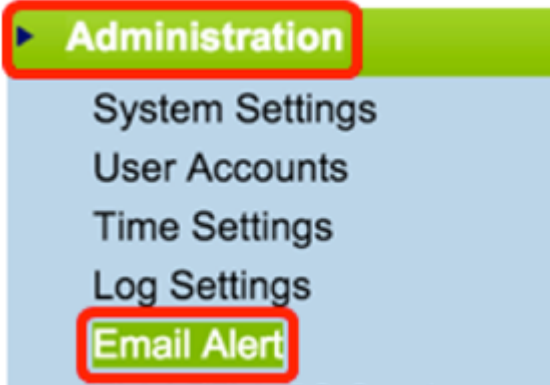 Administration
System Settings
User Accounts
Time Settings
Log Settings
Email Alert